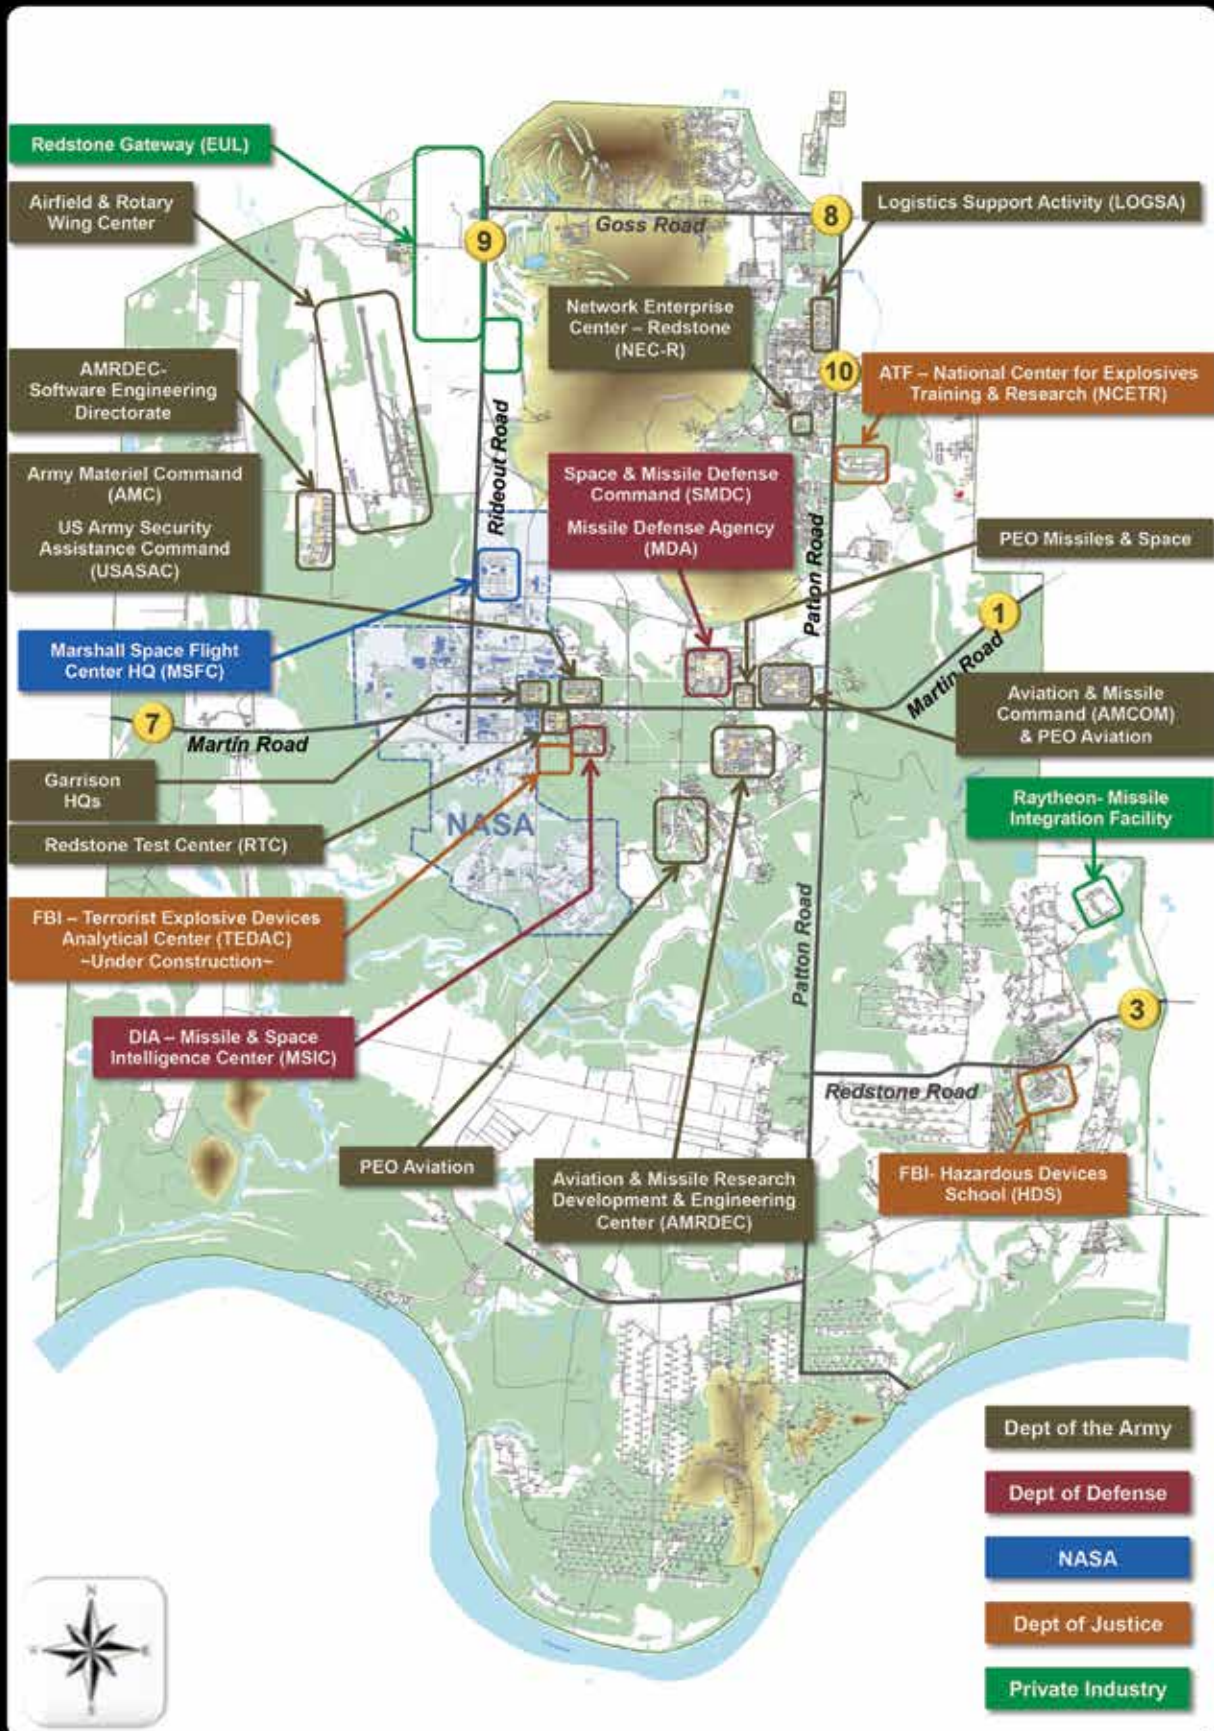 Redstone Gateway (EUL)
Airfield & Rotary
Wing Center
AMRDEC-
Software Engineering
Directorate
Army Materiel Command
(AMC)
US Army Security
Assistance Command
(USASAC)
Marshall Space Flight
Center HQ (MSFC)
7
Martin Road
Garrison
HQs
Redstone Test Center (RTC)
FBI – Terrorist Explosive Devices
Analytical Center (TEDAC)
~Under Construction~
DIA – Missile & Space
Intelligence Center (MSIC)
PEO Aviation
Aviation & Missile Research
Development & Engineering
Center (AMRDEC)
9
Goss Road
8
Rideout Road
Network Enterprise
Center – Redstone
(NEC-R)
Space & Missile Defense
Command (SMDC)
Missile Defense Agency
(MDA)
NASA
Patton Road
Patton Road
Logistics Support Activity (LOGSA)
10
ATF – National Center for Explosives
Training & Research (NCETR)
PEO Missiles & Space
1
Martin Road
Aviation & Missile
Command (AMCOM)
& PEO Aviation
Raytheon- Missile
Integration Facility
3
Redstone Road
FBI- Hazardous Devices
School (HDS)
Dept of the Army
Dept of Defense
NASA
Dept of Justice
Private Industry
N